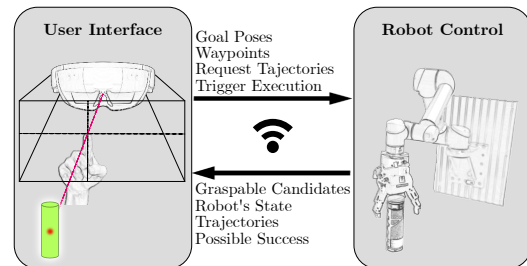 User Interface
Goal Poses
Waypoints
Request Tajectories
Trigger Execution
Robot Control
Graspable Candidates
Robot's State
Trajectories
Possible Success